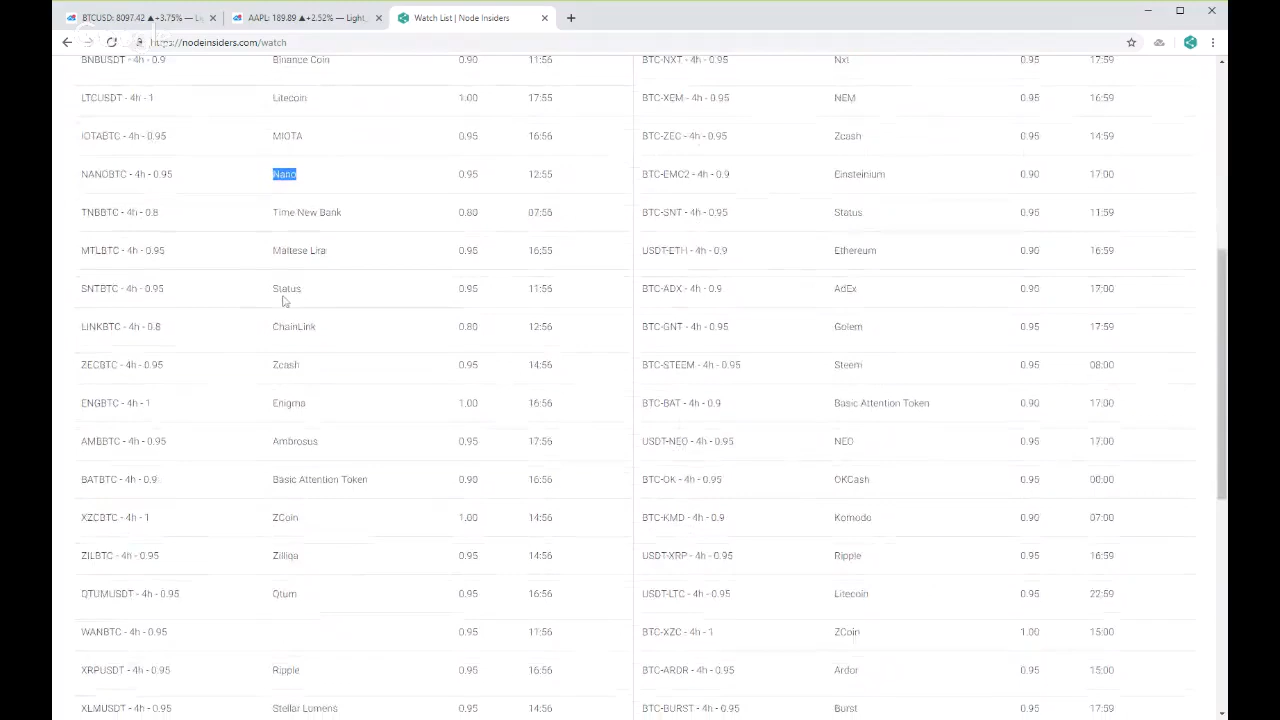 BTCUSD: 8097.42 ▲+3.75% — Li
AAPL: 189.89 ▲+2.52% — Light
Watch List | Node Insiders
https://nodeinsiders.com/watch
BNBUSDT - 4h - 0.9 Binance Coin 0.90 11:56 BTC-NXT - 4h - 0.95 Nxt 0.95 17:59
LTCUSDT - 4h - 1 Litecoin 1.00 17:55 BTC-XEM - 4h - 0.95 NEM 0.95 16:59
IOTABTC - 4h - 0.95 MIOTA 0.95 16:56 BTC-ZEC - 4h - 0.95 Zcash 0.95 14:59
NANOBTC - 4h - 0.95 Nano 0.95 12:55 BTC-EMC2 - 4h - 0.9 Einsteinium 0.90 17:00
TNBBTC - 4h - 0.8 Time New Bank 0.80 07:56 BTC-SNT - 4h - 0.95 Status 0.95 11:59
MTLBTC - 4h - 0.95 Maltese Lira 0.95 16:55 USDT-ETH - 4h - 0.9 Ethereum 0.90 16:59
SNTBTC - 4h - 0.95 Status 0.95 11:56 BTC-ADX - 4h - 0.9 AdEx 0.90 17:00
LINKBTC - 4h - 0.8 ChainLink 0.80 12:56 BTC-GNT - 4h - 0.95 Golem 0.95 17:59
ZECBTC - 4h - 0.95 Zcash 0.95 14:56 BTC-STEEM - 4h - 0.95 Steem 0.95 08:00
ENGBTC - 4h - 1 Enigma 1.00 16:56 BTC-BAT - 4h - 0.9 Basic Attention Token 0.90 17:00
AMBBTC - 4h - 0.95 Ambrosus 0.95 17:56 USDT-NEO - 4h - 0.95 NEO 0.95 17:00
BATBTC - 4h - 0.9 Basic Attention Token 0.90 16:56 BTC-OK - 4h - 0.95 OKCash 0.95 00:00
XZCBTC - 4h - 1 ZCoin 1.00 14:56 BTC-KMD - 4h - 0.9 Komodo 0.90 07:00
ZILBTC - 4h - 0.95 Zilliqa 0.95 14:56 USDT-XRP - 4h - 0.95 Ripple 0.95 16:59
QTUMUSDT - 4h - 0.95 Qtum 0.95 16:56 USDT-LTC - 4h - 0.95 Litecoin 0.95 22:59
WANBTC - 4h - 0.95 0.95 11:56 BTC-XZC - 4h - 1 ZCoin 1.00 15:00
XRPUSDT - 4h - 0.95 Ripple 0.95 16:56 BTC-ARDR - 4h - 0.95 Ardor 0.95 15:00
XLMUSDT - 4h - 0.95 Stellar Lumens 0.95 14:56 BTC-BURST - 4h - 0.95 Burst 0.95 17:59